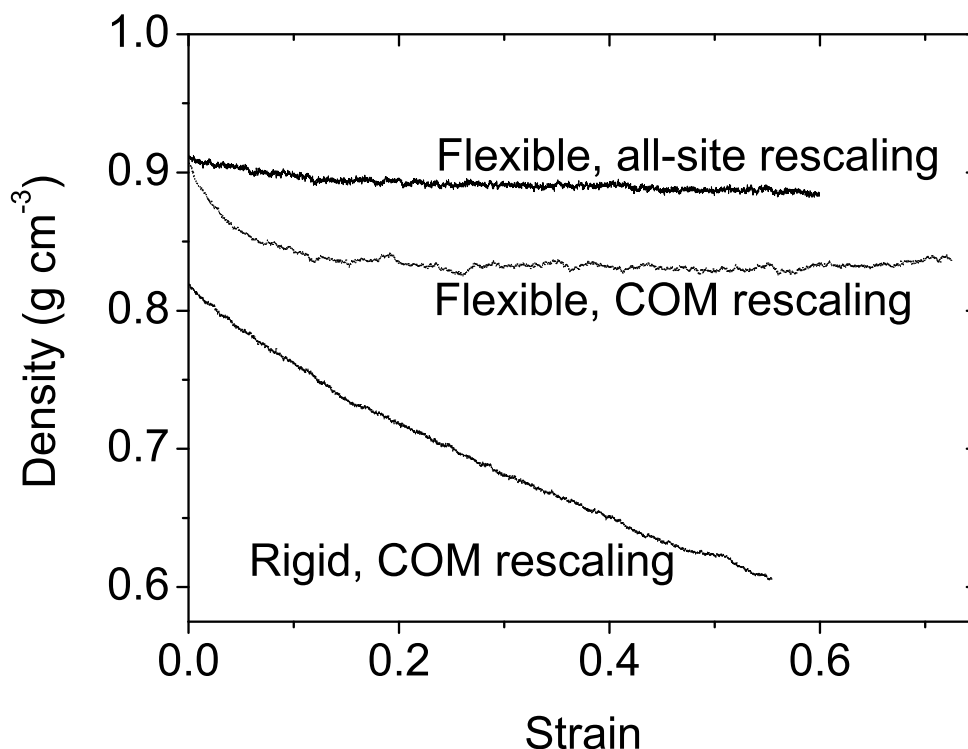 1.0
0.9
0.8
0.7
0.6
Density (g cm-3)
Flexible, all-site rescaling
Flexible, COM rescaling
Rigid, COM rescaling
0.0 0.2 0.4 0.6
Strain